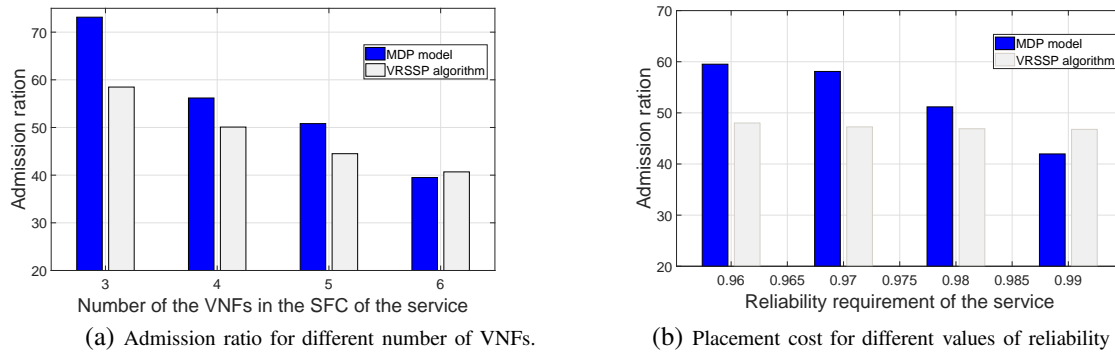 70
60
50
40
30
20
Admission ration
MDP model
VRSSP algorithm
3 4 5 6
Number of the VNFs in the SFC of the service
(a) Admission ratio for different number of VNFs.
70
60
50
40
30
20
Admission ration
MDP model
VRSSP algorithm
0.96 0.965 0.97 0.975 0.98 0.985 0.99
Reliability requirement of the service
(b) Placement cost for different values of reliability